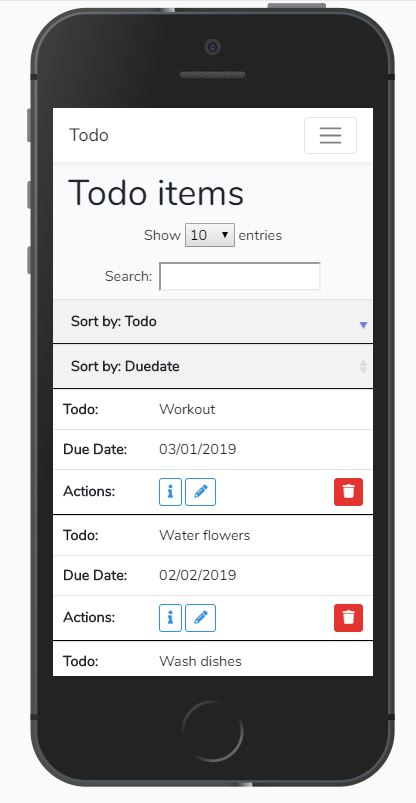 Todo
Todo items
Show 10 entries
Search:
Sort by: Todo
Sort by: Duedate
Todo: Workout
Due Date: 03/01/2019
Actions:
Todo: Water flowers
Due Date: 02/02/2019
Actions:
Todo: Wash dishes